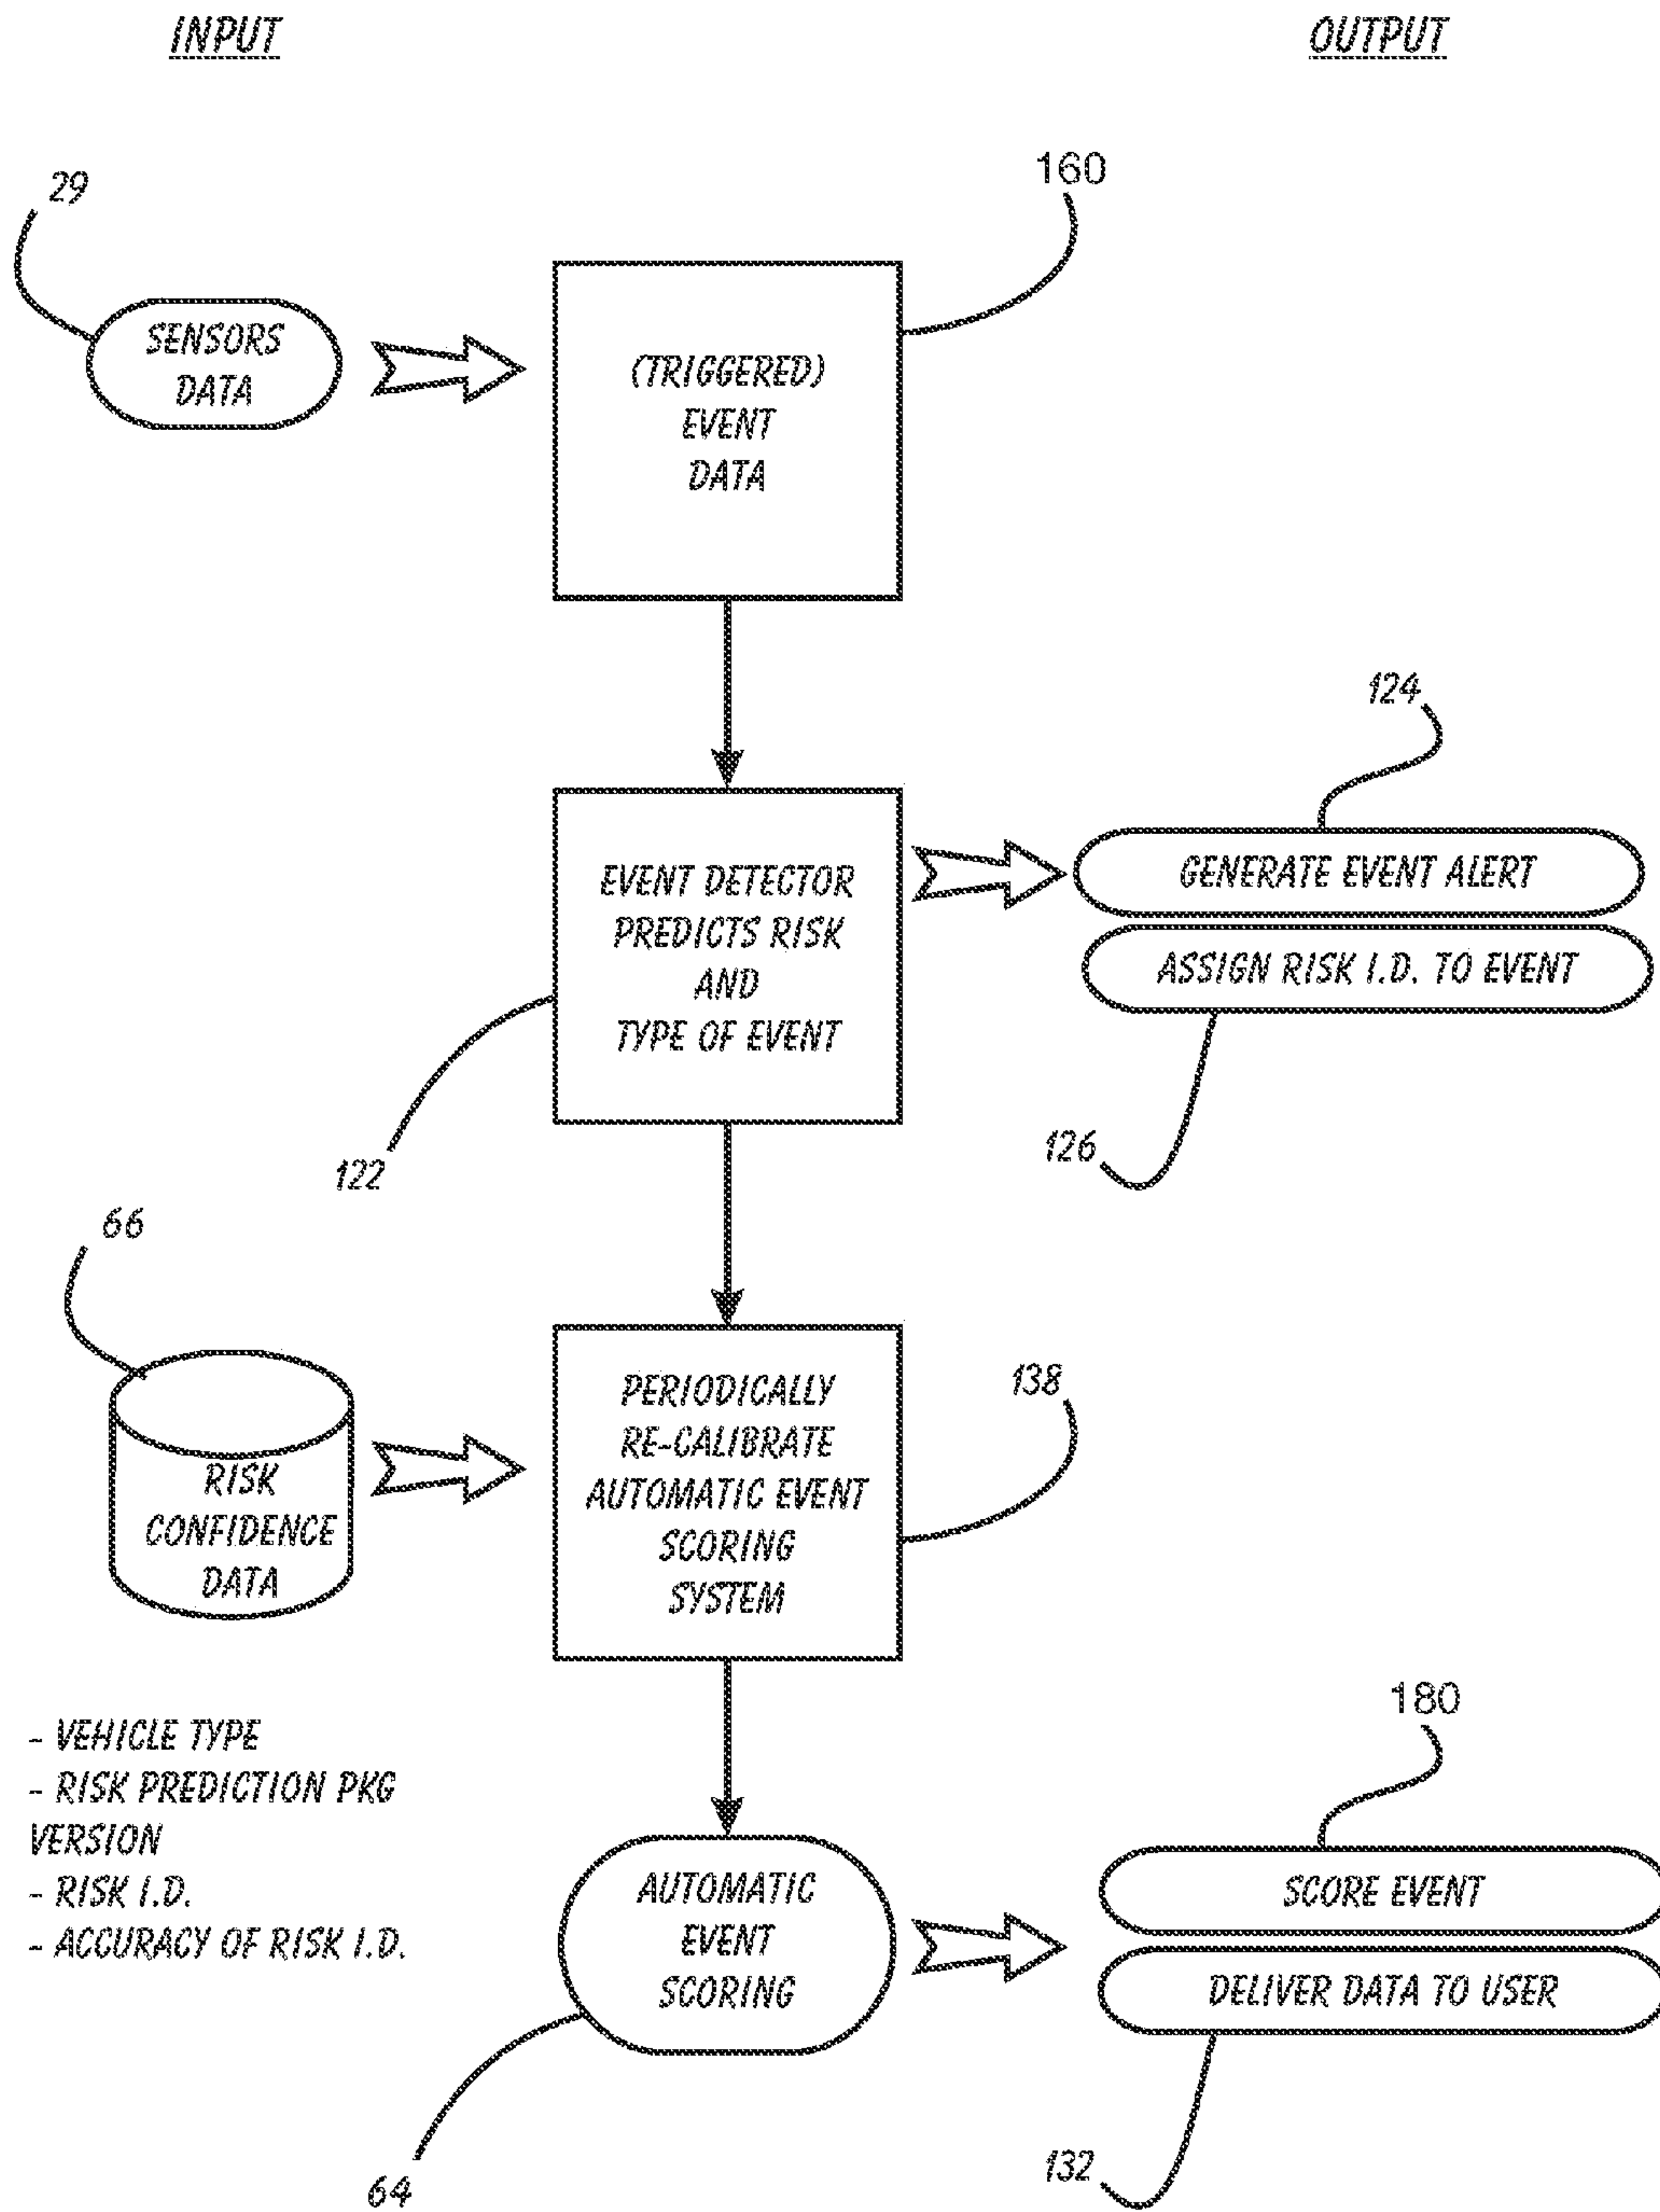 INPUT
OUTPUT
29
160
SENSORS
DATA
(TRIGGERED)
EVENT
DATA
124
EVENT DETECTOR
PREDICTS RISK
AND
TYPE OF EVENT
GENERATE EVENT ALERT
ASSIGN RISK I.D. TO EVENT
122
126
66
138
RISK
CONFIDENCE
DATA
PERIODICALLY
RE-CALIBRATE
AUTOMATIC EVENT
SCORING
SYSTEM
- VEHICLE TYPE
- RISK PREDICTION PKG
VERSION
- RISK I.D.
- ACCURACY OF RISK I.D.
180
AUTOMATIC
EVENT
SCORING
SCORE EVENT
DELIVER DATA TO USER
64
132